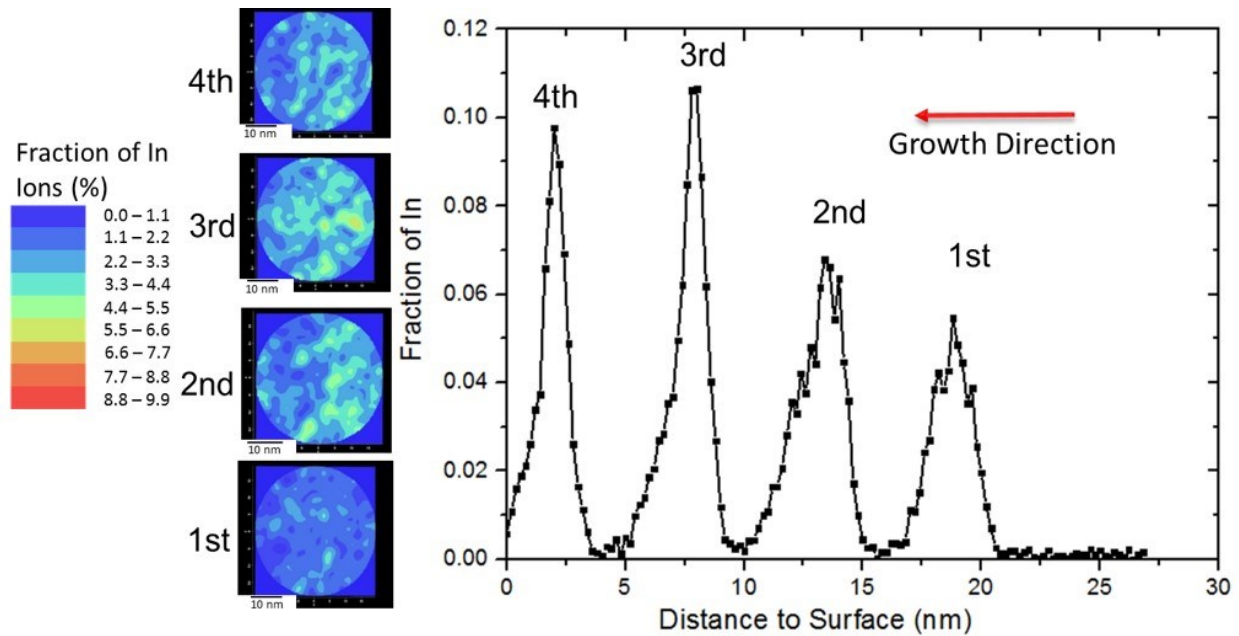 Fraction of In
Ions (%)
0.0 – 1.1
1.1 – 2.2
2.2 – 3.3
3.3 – 4.4
4.4 – 5.5
5.5 – 6.6
6.6 – 7.7
7.7 – 8.8
8.8 – 9.9
4th
10 nm
3rd
10 nm
2nd
10 nm
1st
10 nm
Fraction of In
0.12
0.10
0.08
0.06
0.04
0.02
0.00
4th
3rd
2nd
1st
Growth Direction
0 5 10 15 20 25 30
Distance to Surface (nm)